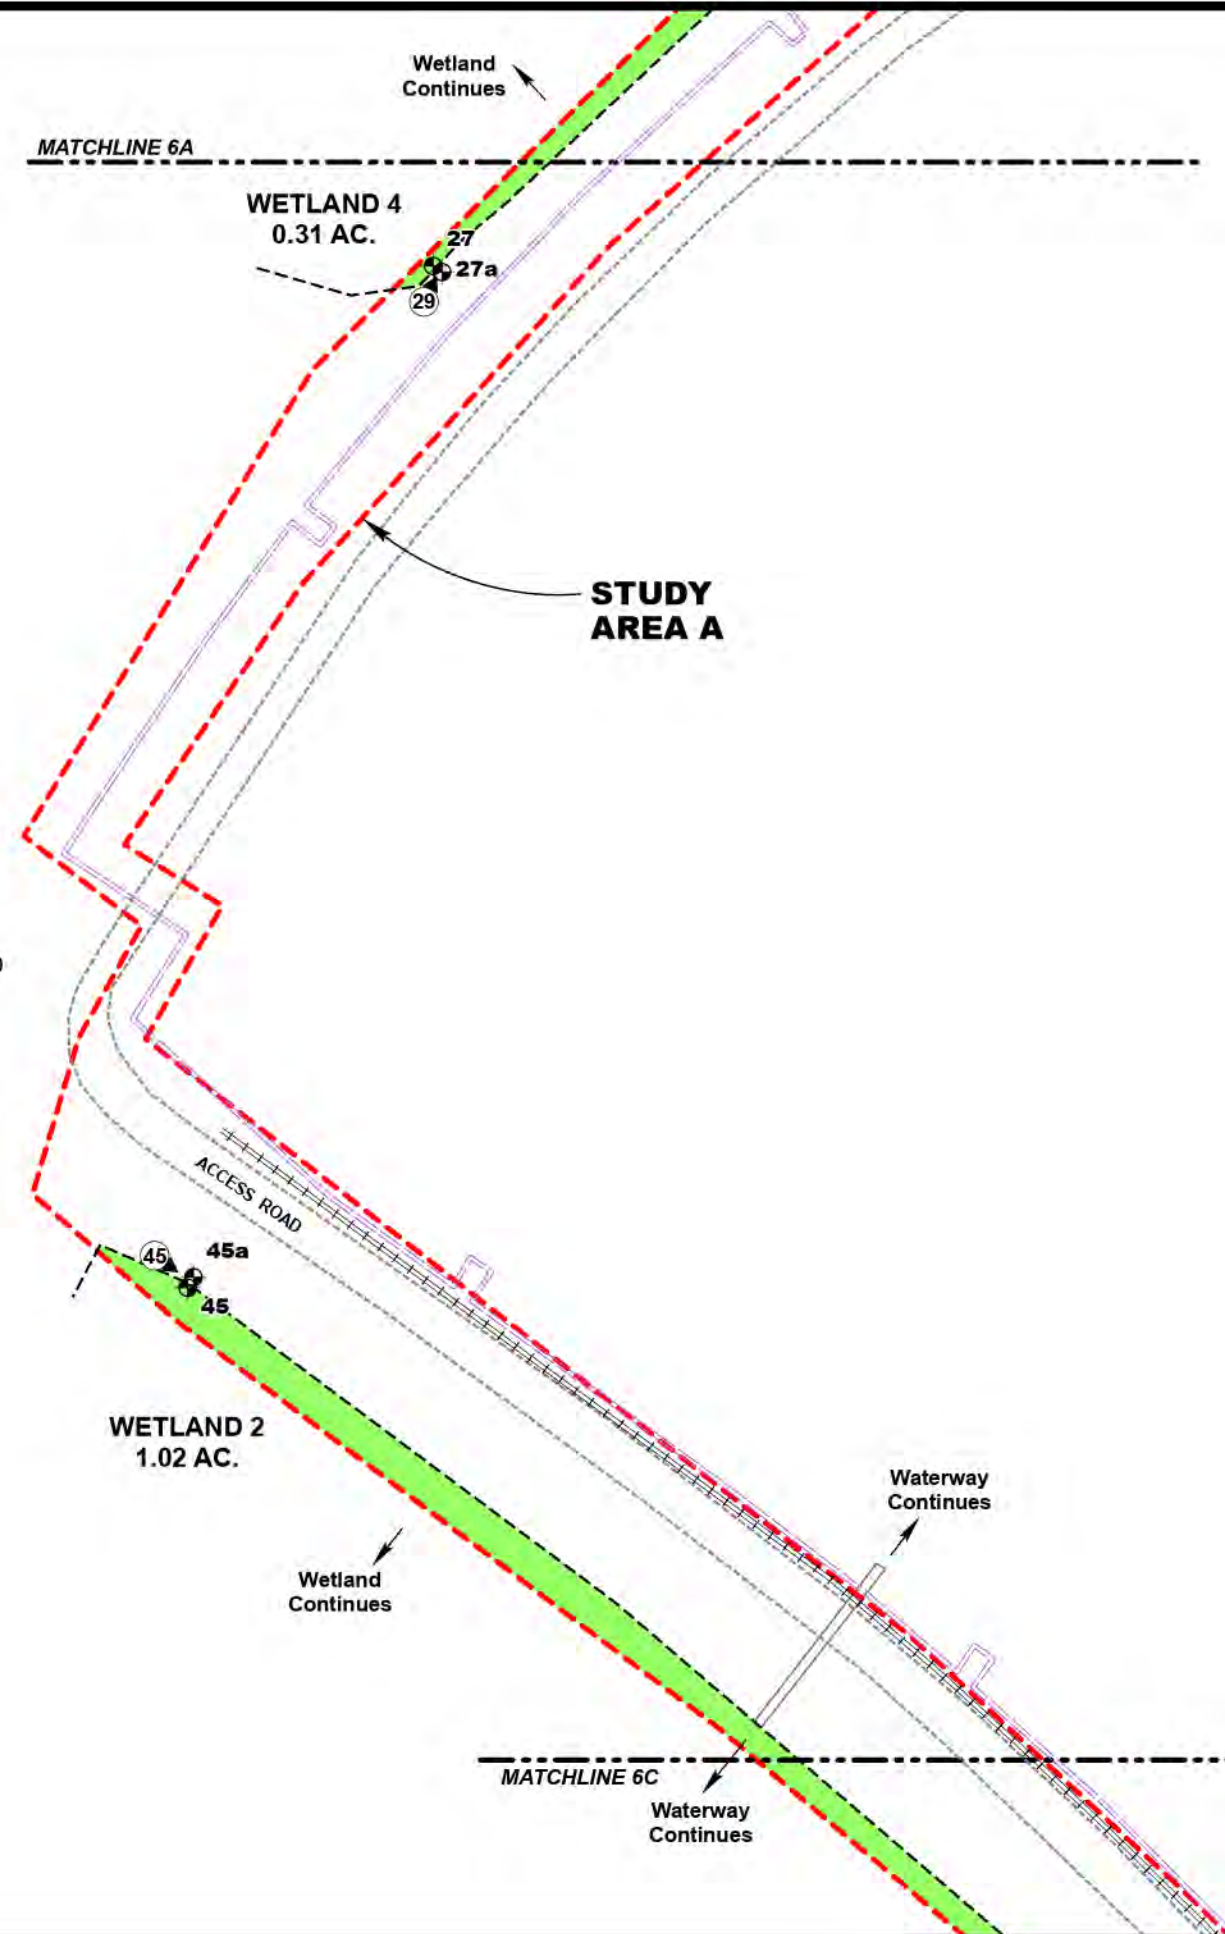 Wetland
Continues
MATCHLINE 6A
WETLAND 4
0.31 AC.
27
27a
29
STUDY
AREA A
ACCESS ROAD
45
45a
45
WETLAND 2
1.02 AC.
Waterway
Continues
Wetland
Continues
MATCHLINE 6C
Waterway
Continues